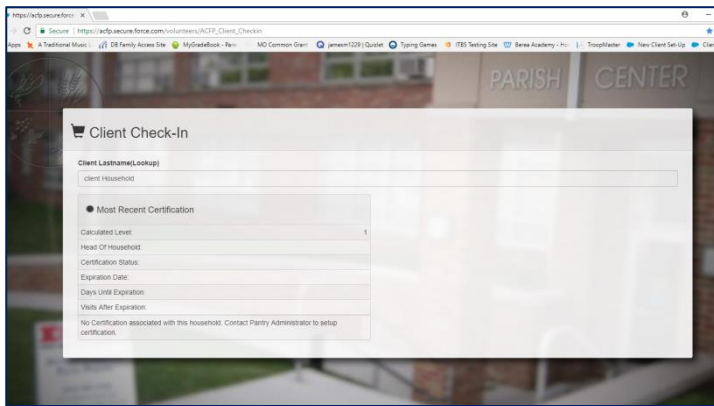 https://acfp.secure.force
Secure https://acfp.secure.force.com/volunteers/ACFP_Client_Checkin
Apps A Traditional Music DB Family Access Site MyGradeBook - MO Common Grant jamesm1229 | Quizlet Typing Games ITBS Testing Site Berea Academy - TroopMaster New Client Set-Up
PARISH CENTER
Client Check-In
Client Lastname(Lookup)
client Household
Most Recent Certification
Calculated Level: 1
Head Of Household:
Certification Status:
Expiration Date:
Days Until Expiration:
Visits After Expiration:
No Certification associated with this household. Contact Pantry Administrator to setup
certification.